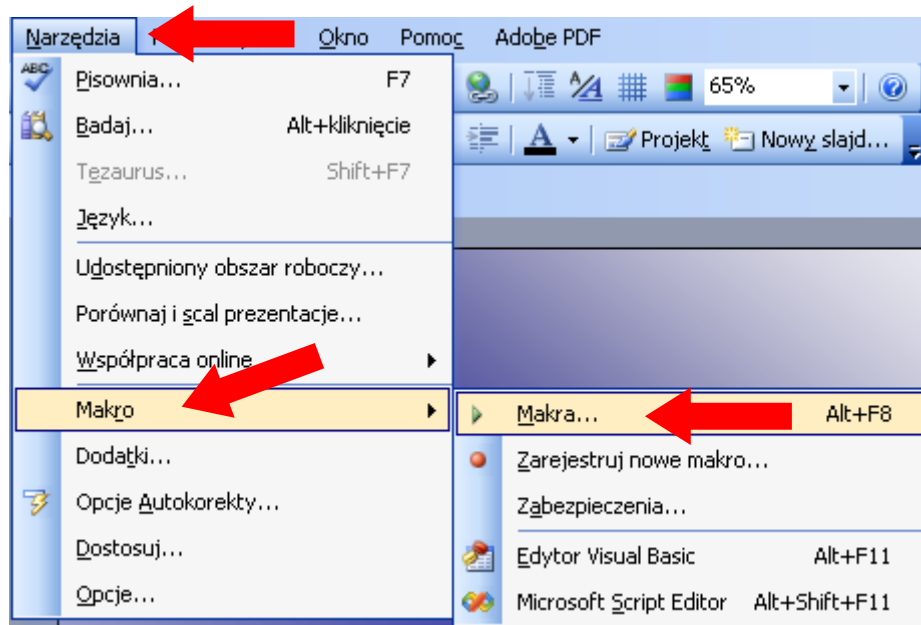 Narzędzia Okno Pomoc Adobe PDF
ABC
Pisownia... F7
65%
Badaj... Alt+kliknięcie
A Projekt Nowy slajd...
Tezaurus... Shift+F7
Język...
Udostępniony obszar roboczy...
Porównaj i scal prezentacje...
Współpraca online
Makro
Makra... Alt+F8
Dodatki...
Zarejestruj nowe makro...
Opcje Autokorekty...
Zabezpieczenia...
Dostosuj...
Edytor Visual Basic Alt+F11
Opcje...
Microsoft Script Editor Alt+Shift+F11